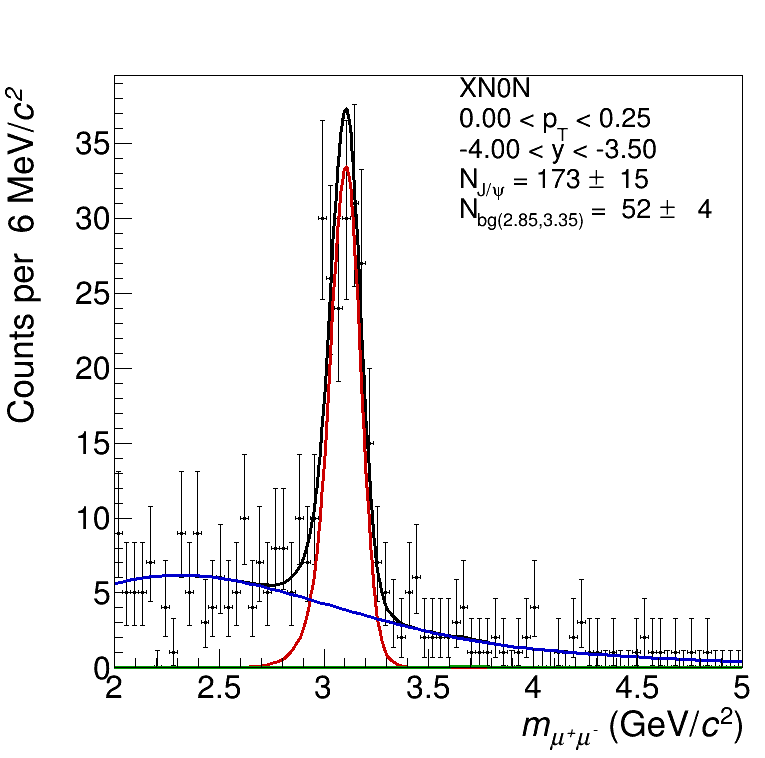 XN0N
0.00 < p_T < 0.25
-4.00 < y < -3.50
N_J/ψ = 173 ± 15
N_bg(2.85,3.35) = 52 ± 4
Counts per 6 MeV/c²
35
30
25
20
15
10
5
0
2 2.5 3 3.5 4 4.5 5
m_μ⁺μ⁻ (GeV/c²)